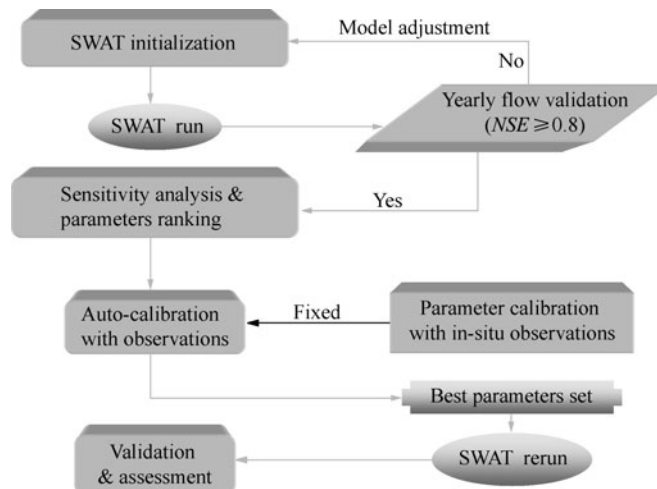 SWAT initialization
Model adjustment
No
SWAT run
Yearly flow validation
(NSE ≥ 0.8)
Sensitivity analysis &
parameters ranking
Yes
Auto-calibration
with observations
Fixed
Parameter calibration
with in-situ observations
Best parameters set
Validation
& assessment
SWAT rerun